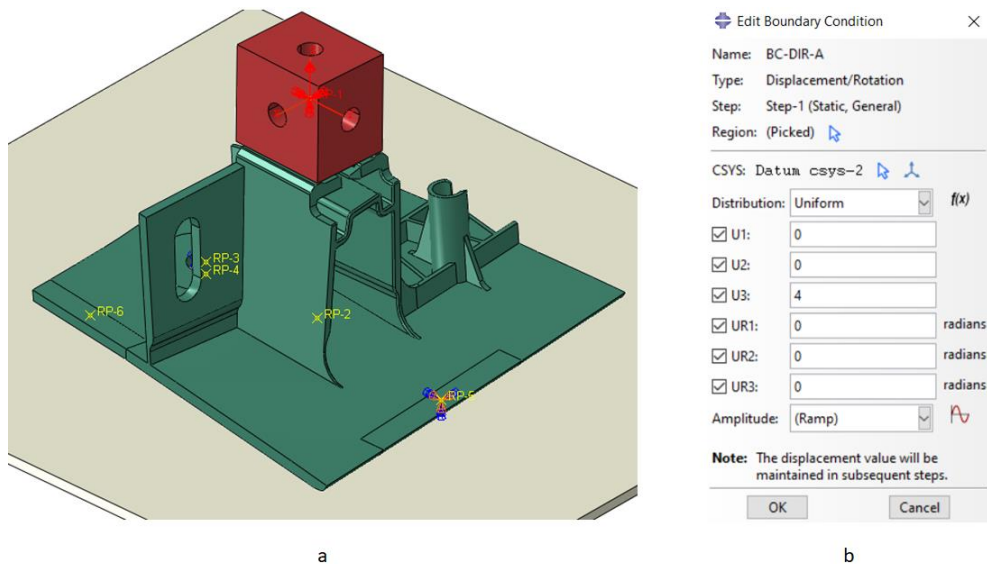 RP-1
RP-3
RP-4
RP-6
RP-2
a
Edit Boundary Condition
Name: BC-DIR-A
Type: Displacement/Rotation
Step: Step-1 (Static, General)
Region: (Picked)
CSYS: Datum csys-2
Distribution: Uniform f(x)
U1: 0
U2: 0
U3: 4
UR1: 0 radians
UR2: 0 radians
UR3: 0 radians
Amplitude: (Ramp)
Note: The displacement value will be
maintained in subsequent steps.
OK Cancel
b